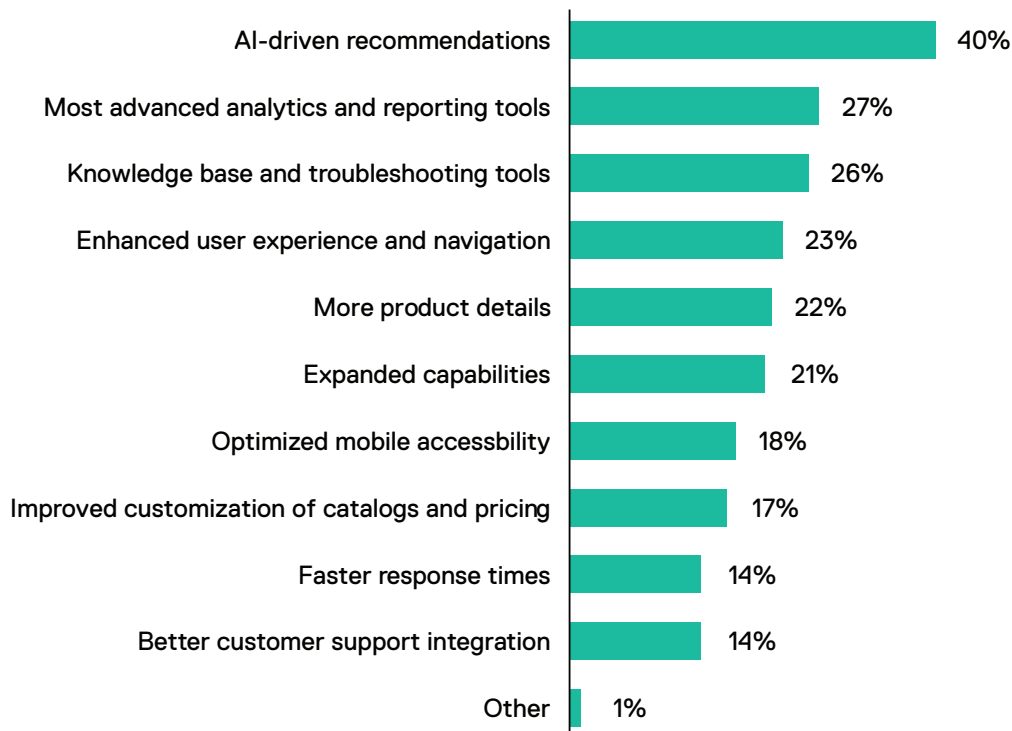 AI-driven recommendations 40%
Most advanced analytics and reporting tools 27%
Knowledge base and troubleshooting tools 26%
Enhanced user experience and navigation 23%
More product details 22%
Expanded capabilities 21%
Optimized mobile accessbility 18%
Improved customization of catalogs and pricing 17%
Faster response times 14%
Better customer support integration 14%
Other 1%